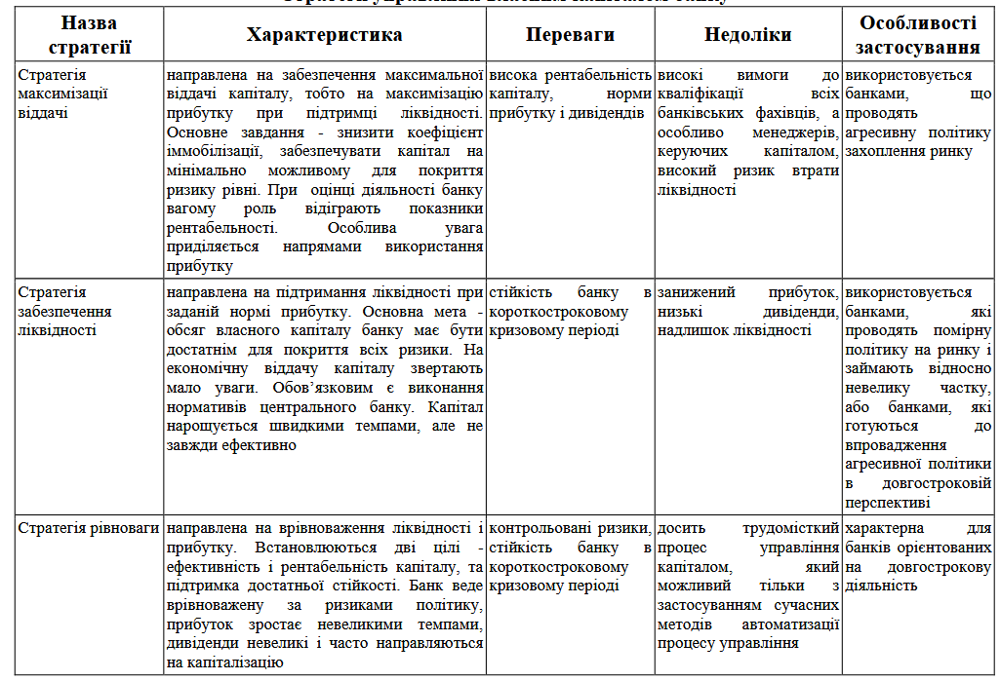 Стратегії управління власним капіталом банку
Назва
стратегії
Характеристика
Переваги
Недоліки
Особливості
застосування
Стратегія
максимізації
віддачі
направлена на забезпечення максимальної
віддачі капіталу, тобто на максимізацію
прибутку при підтримці ліквідності.
Основне завдання - знизити коефіцієнт
іммобілізації, забезпечувати капітал на
мінімально можливому для покриття
ризику рівні. При оцінці діяльності банку
вагому роль відіграють показники
рентабельності. Особлива увага
приділяється напрямами використання
прибутку
висока рентабельність
капіталу, норми
прибутку і дивідендів
високі вимоги до
кваліфікації всіх
банківських фахівців, а
особливо менеджерів,
керуючих капіталом,
високий ризик втрати
ліквідності
використовується
банками, що
проводять
агресивну політику
захоплення ринку
Стратегія
забезпечення
ліквідності
направлена на підтримання ліквідності при
заданій нормі прибутку. Основна мета -
обсяг власного капіталу банку має бути
достатнім для покриття всіх ризики. На
економічну віддачу капіталу звертають
мало уваги. Обов’язковим є виконання
нормативів центрального банку. Капітал
нарощується швидкими темпами, але не
завжди ефективно
стійкість банку в
короткостроковому
кризовому періоді
занижений прибуток,
низькі дивіденди,
надлишок ліквідності
використовується
банками, які
проводять помірну
політику на ринку і
займають відносно
невелику частку,
або банками, які
готуються до
впровадження
агресивної політики
в довгостроковій
перспективі
Стратегія рівноваги
направлена на врівноваження ліквідності і
прибутку. Встановлюються дві цілі -
ефективність і рентабельність капіталу, та
підтримка достатньої стійкості. Банк веде
врівноважену за ризиками політику,
прибуток зростає невеликими темпами,
дивіденди невеликі і часто направляються
на капіталізацію
контрольовані ризики,
стійкість банку в
короткостроковому
кризовому періоді
досить трудомісткий
процес управління
капіталом, який
можливий тільки з
застосуванням сучасних
методів автоматизації
процесу управління
характерна для
банків орієнтованих
на довгострокову
діяльність